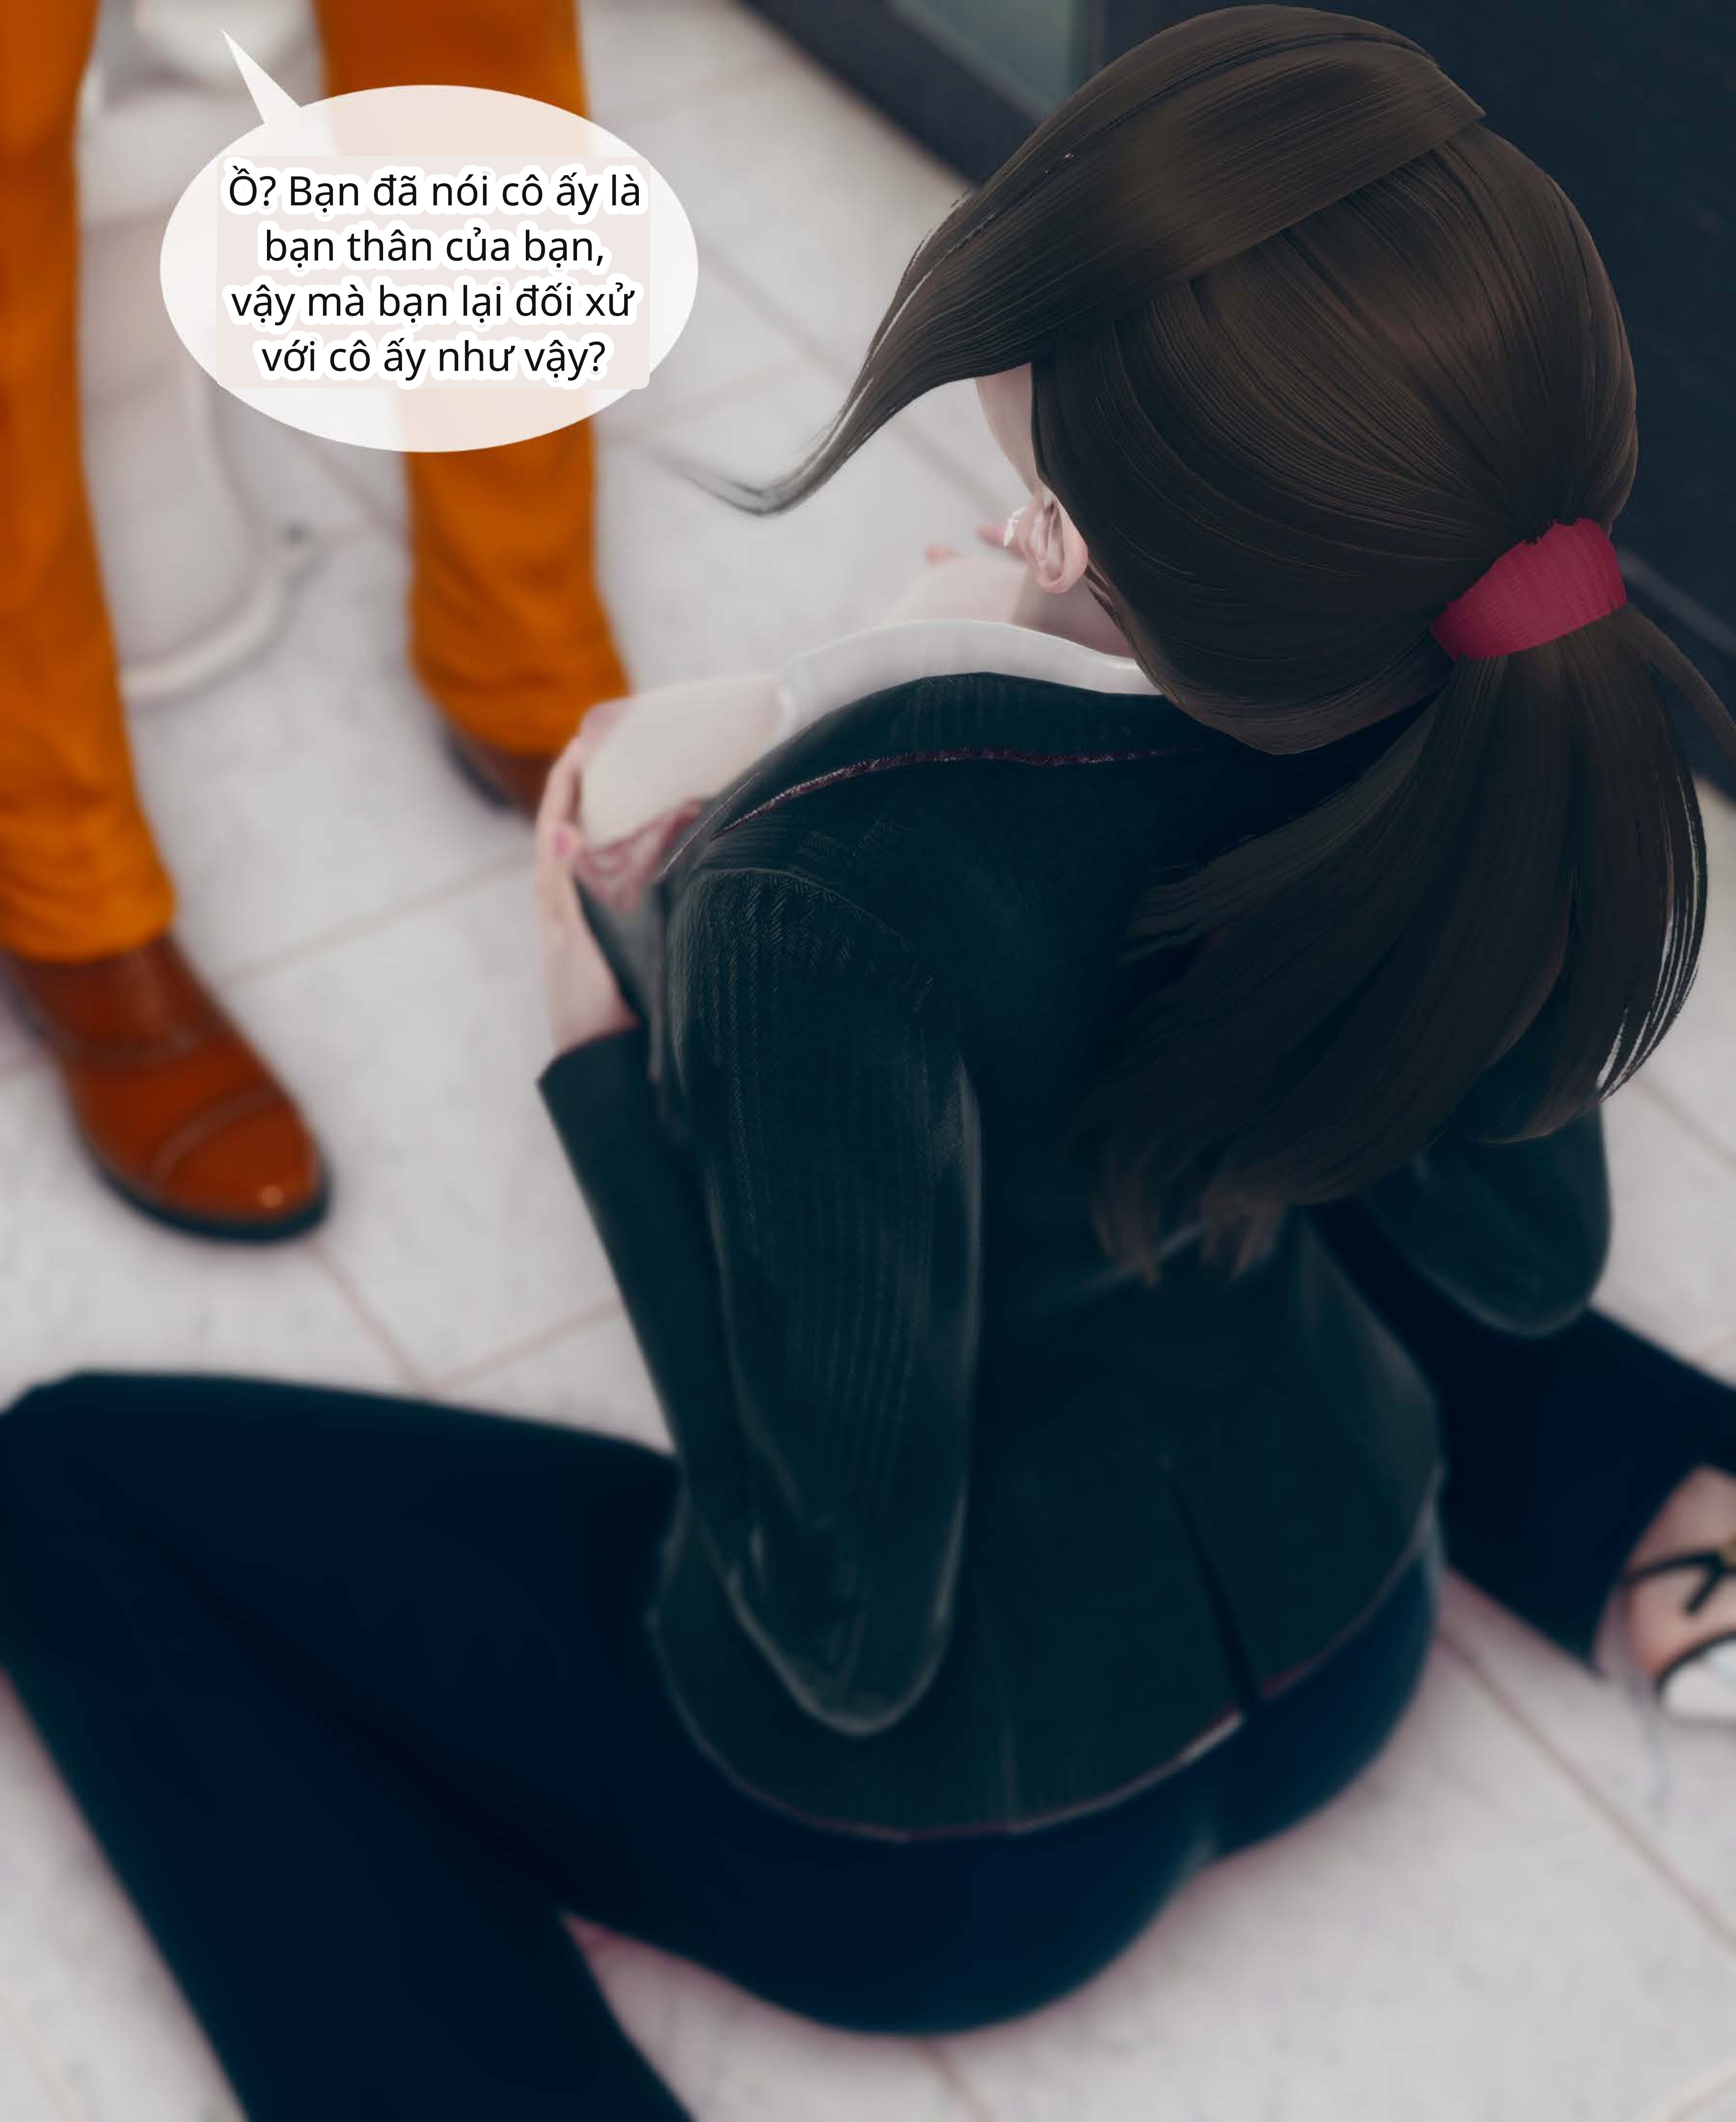 Ồ? Bạn đã nói cô ấy là
bạn thân của bạn,
vậy mà bạn lại đối xử
với cô ấy như vậy?